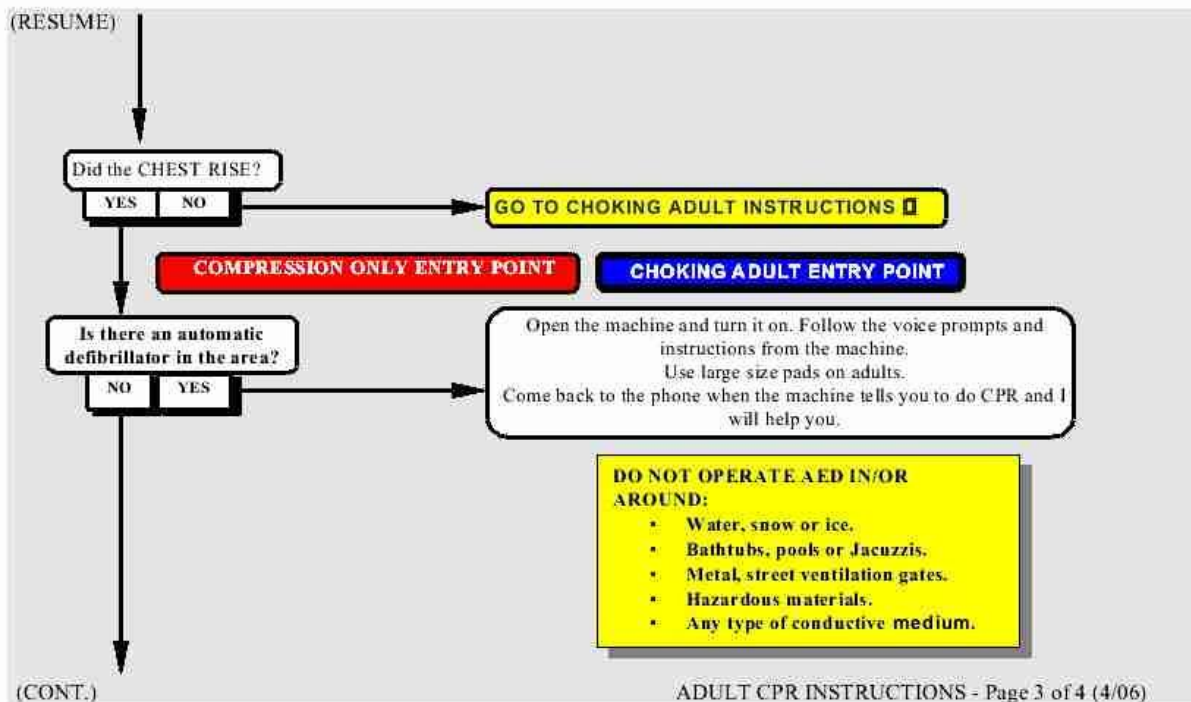 (RESUME)
Did the CHEST RISE?
YES NO
GO TO CHOKING ADULT INSTRUCTIONS
COMPRESSION ONLY ENTRY POINT
CHOKING ADULT ENTRY POINT
Is there an automatic
defibrillator in the area?
NO YES
Open the machine and turn it on. Follow the voice prompts and
instructions from the machine.
Use large size pads on adults.
Come back to the phone when the machine tells you to do CPR and I
will help you.
DO NOT OPERATE AED IN/OR
AROUND:
• Water, snow or ice.
• Bathtubs, pools or Jacuzzis.
• Metal, street ventilation gates.
• Hazardous materials.
• Any type of conductive medium.
(CONT.)
ADULT CPR INSTRUCTIONS - Page 3 of 4 (4/06)